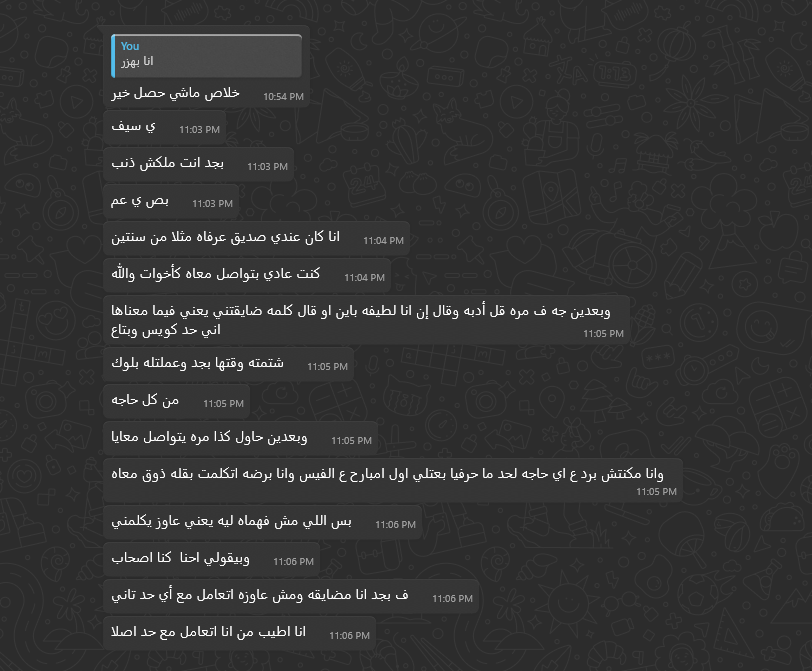 You
انا بهزر
خلاص ماشي حصل خير
10:54 PM
ي سيف
11:03 PM
بجد انت ملكش ذنب
11:03 PM
بص ي عم
11:03 PM
انا كان عندي صديق عرفاه مثلا من سنتين
11:04 PM
كنت عادي بتواصل معاه كأخوات والله
11:04 PM
وبعدين جه ف مره قل أدبه وقال إن انا لطيفه باين او قال كلمه ضايقتني يعني فيما معناها
اني حد كويس وبتاع
11:05 PM
شتمته وقتها بجد وعملتله بلوك
11:05 PM
من كل حاجه
11:05 PM
وبعدين حاول كذا مره يتواصل معايا
11:05 PM
وانا مكنتش برد ع اي حاجه لحد ما حرفيا بعتلي اول امبارح ع الفيس وانا برضه اتكلمت بقله ذوق معاه
11:05 PM
بس اللي مش فهماه ليه يعني عاوز يكلمني
11:06 PM
وبيقولي احنا كنا اصحاب
11:06 PM
ف بجد انا مضايقه ومش عاوزه اتعامل مع أي حد تاني
11:06 PM
انا اطيب من انا اتعامل مع حد اصلا
11:06 PM